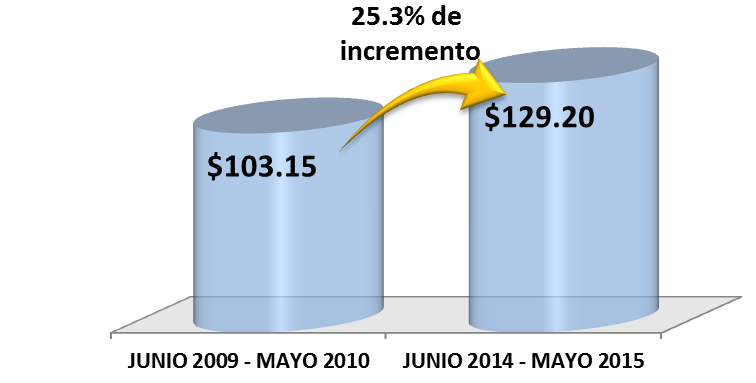 25.3% de
incremento
$103.15
$129.20
JUNIO 2009 - MAYO 2010
JUNIO 2014 - MAYO 2015